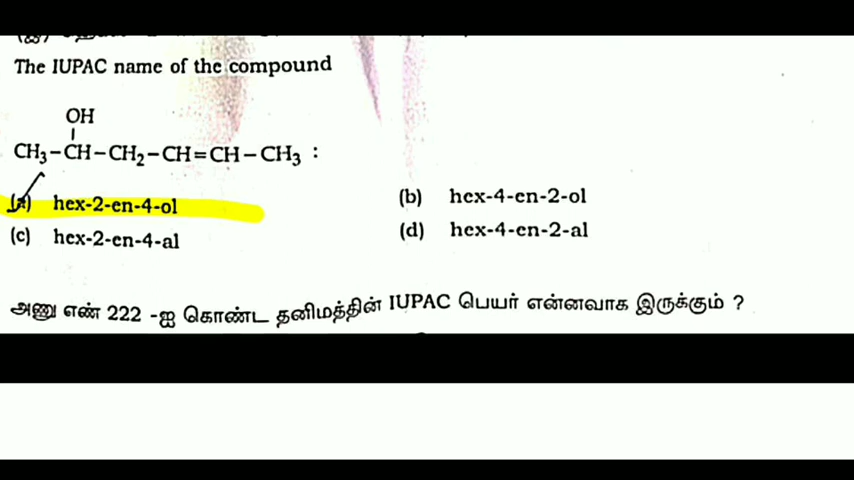 The IUPAC name of the compound
OH
CH₃-CH-CH₂-CH=CH-CH₃ :
(a) hex-2-en-4-ol
(b) hex-4-en-2-ol
(c) hex-2-en-4-al
(d) hex-4-en-2-al
அணு எண் 222 -ஐ கொண்ட தனிமத்தின் IUPAC பெயர் என்னவாக இருக்கும் ?